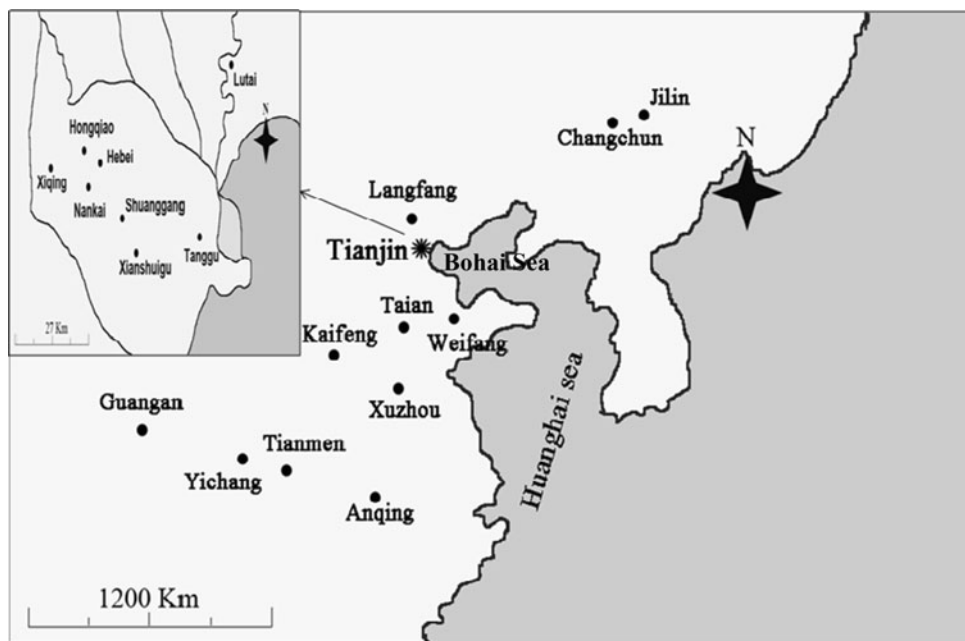 Lutai
N
Hongqiao
Hebei
Xiqing
Nankai
Shuanggang
Tanggu
Xianshuigu
27 Km
Jilin
Changchun
N
Langfang
Tianjin
Bohai Sea
Taian
Kaifeng
Weifang
Xuzhou
Guangan
Tianmen
Yichang
Anqing
Huanghai sea
1200 Km